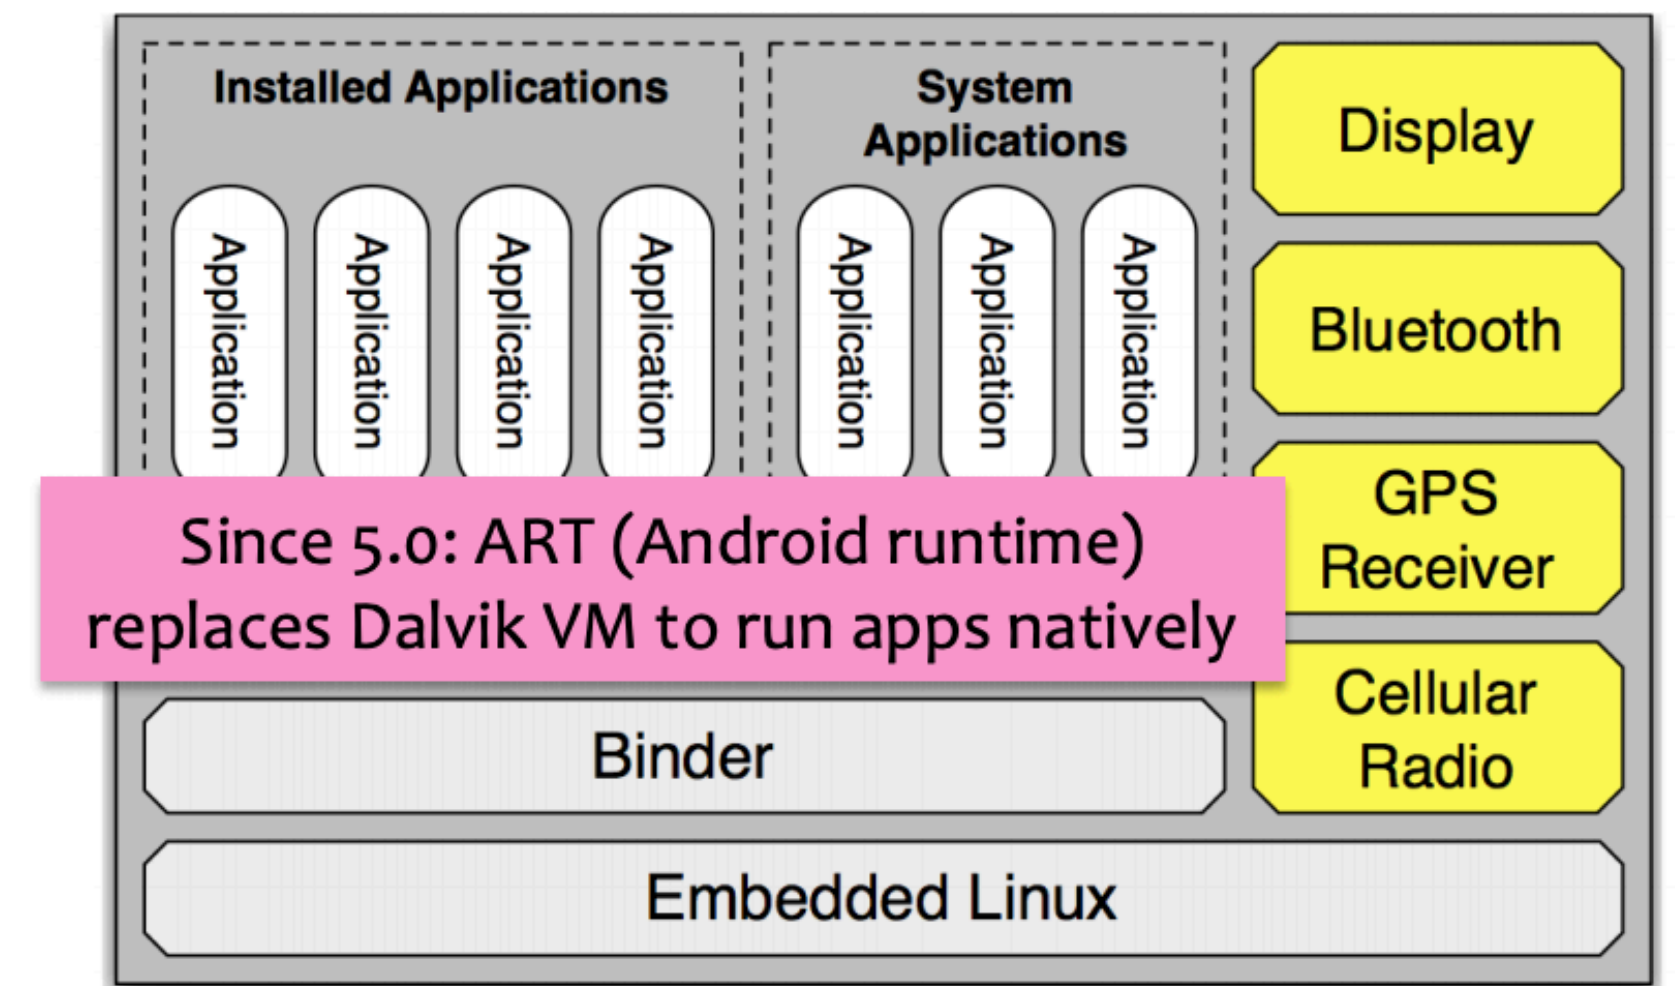 Installed Applications
System
Applications
Application
Application
Application
Application
Application
Application
Application
Display
Bluetooth
GPS
Receiver
Cellular
Radio
Since 5.0: ART (Android runtime)
replaces Dalvik VM to run apps natively
Binder
Embedded Linux